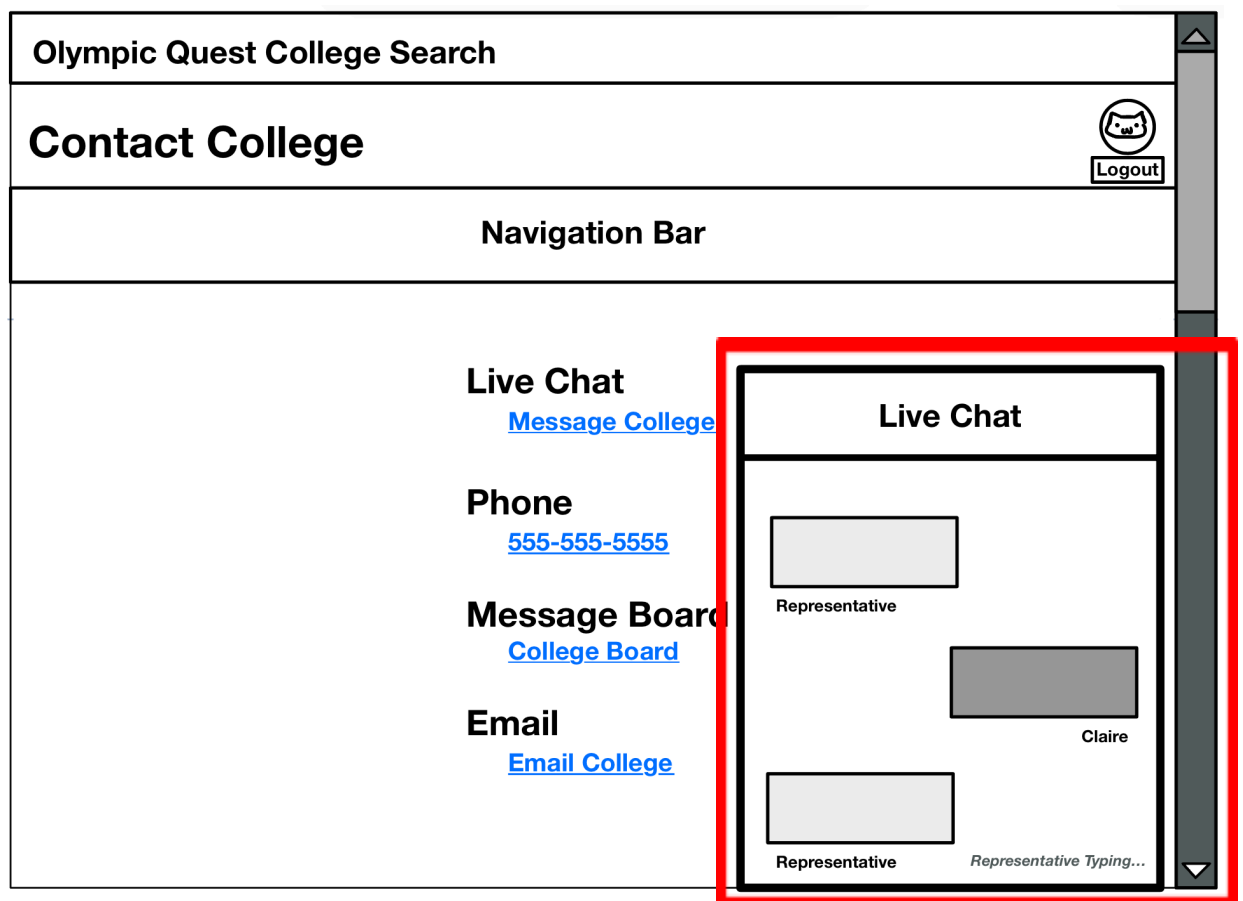 Olympic Quest College Search
Contact College
Logout
Navigation Bar
Live Chat
Message College
Phone
555-555-5555
Message Board
College Board
Email
Email College
Live Chat
Representative
Claire
Representative
Representative Typing...